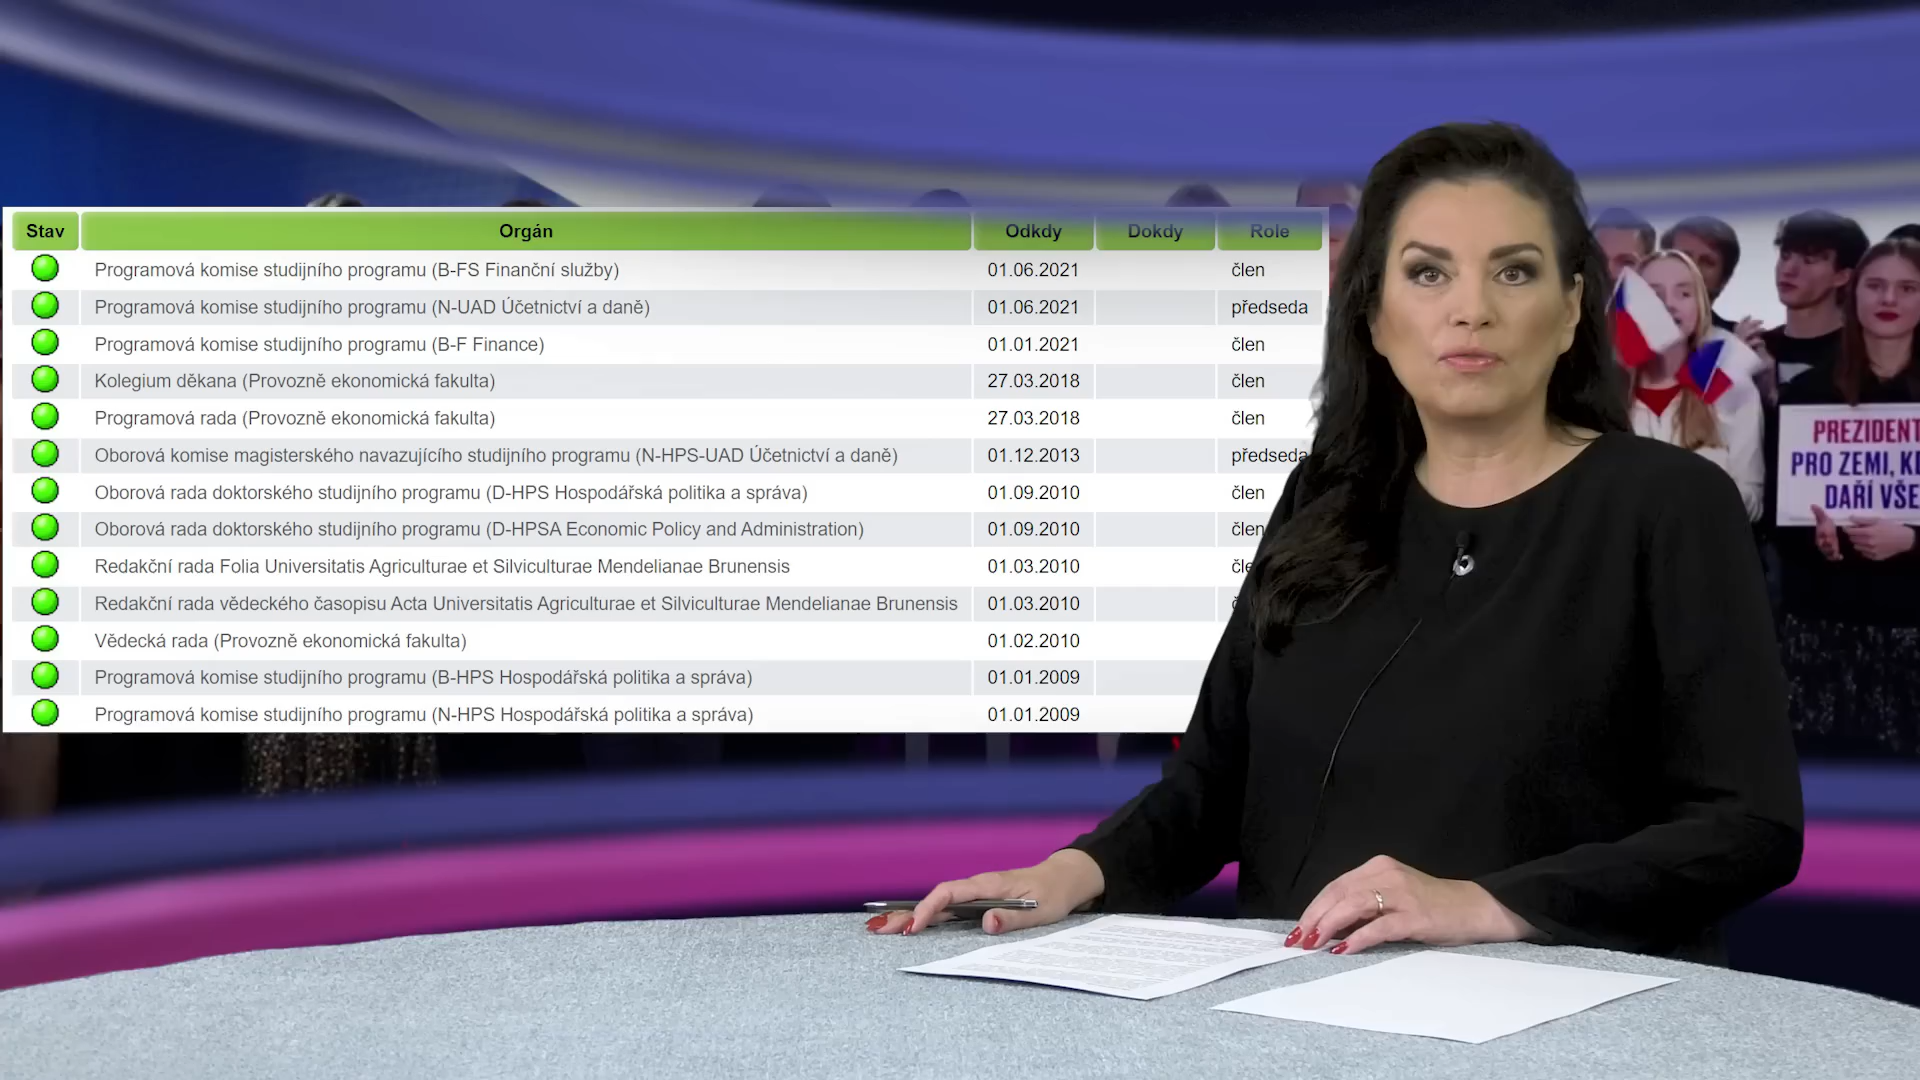 Stav Orgán Odkdy Dokdy Role
Programová komise studijního programu (B-FS Finanční služby) 01.06.2021 člen
Programová komise studijního programu (N-UAD Účetnictví a daně) 01.06.2021 předseda
Programová komise studijního programu (B-F Finance) 01.01.2021 člen
Kolegium děkana (Provozně ekonomická fakulta) 27.03.2018 člen
Programová rada (Provozně ekonomická fakulta) 27.03.2018 člen
Oborová komise magisterského navazujícího studijního programu (N-HPS-UAD Účetnictví a daně) 01.12.2013 předseda
Oborová rada doktorského studijního programu (D-HPS Hospodářská politika a správa) 01.09.2010 člen
Oborová rada doktorského studijního programu (D-HPSA Economic Policy and Administration) 01.09.2010 člen
Redakční rada Folia Universitatis Agriculturae et Silviculturae Mendelianae Brunensis 01.03.2010
Redakční rada vědeckého časopisu Acta Universitatis Agriculturae et Silviculturae Mendelianae Brunensis 01.03.2010
Vědecká rada (Provozně ekonomická fakulta) 01.02.2010
Programová komise studijního programu (B-HPS Hospodářská politika a správa) 01.01.2009
Programová komise studijního programu (N-HPS Hospodářská politika a správa) 01.01.2009
PREZIDENT
PRO ZEMI,
DAŘÍ